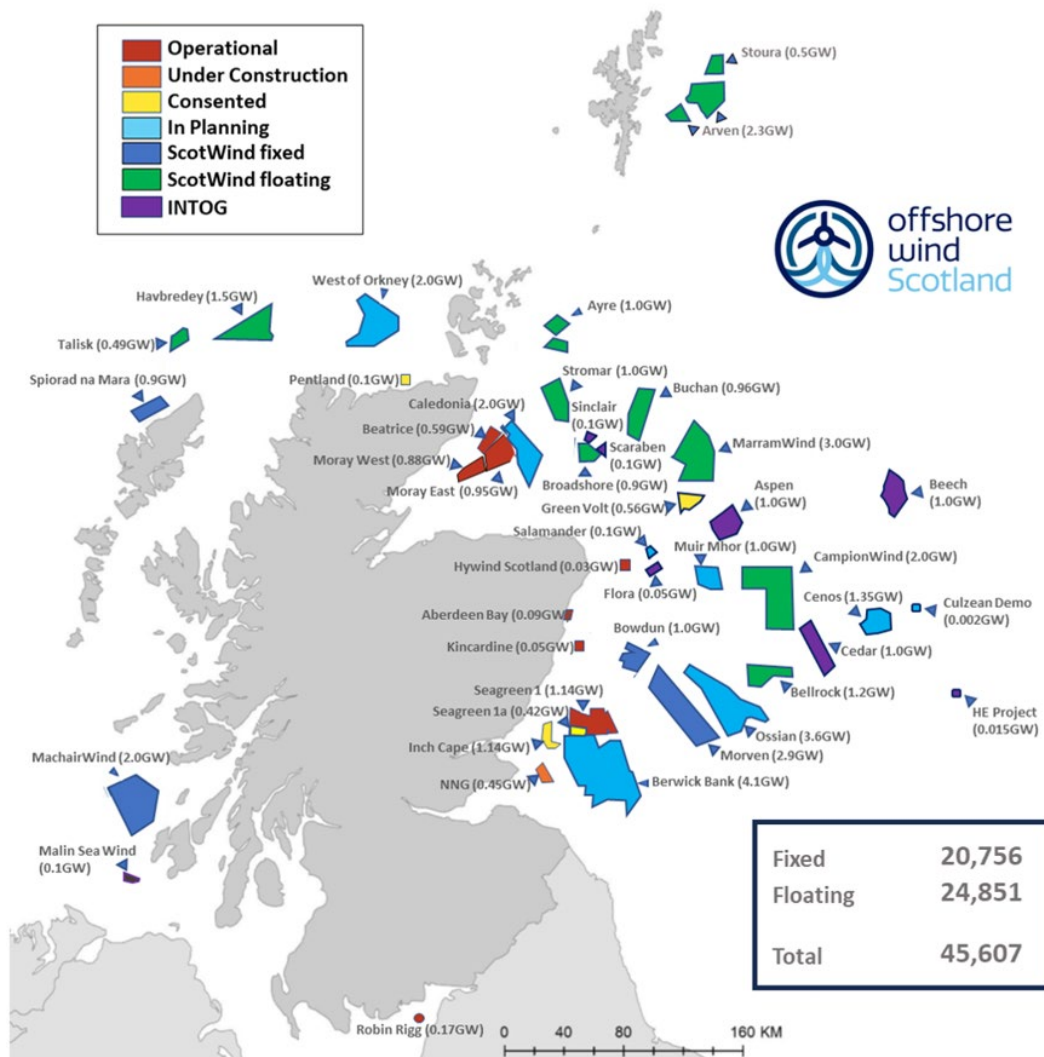 Operational
Under Construction
Consented
In Planning
ScotWind fixed
ScotWind floating
INTOG
Stoura (0.5GW)
Arven (2.3GW)
offshore
wind
Scotland
West of Orkney (2.0GW)
Havbredey (1.5GW)
Ayre (1.0GW)
Talisk (0.49GW)
Stromar (1.0GW)
Spiorad na Mara (0.9GW)
Pentland (0.1GW)
Buchan (0.96GW)
Caledonia (2.0GW)
Sinclair
(0.1GW)
Beatrice (0.59GW)
MarramWind (3.0GW)
Scaraben
(0.1GW)
Moray West (0.88GW)
Moray East (0.95GW)
Broadshore (0.9GW)
Aspen
(1.0GW)
Beech
(1.0GW)
Green Volt (0.56GW)
Salamander (0.1GW)
Muir Mhor (1.0GW)
CampionWind (2.0GW)
Hywind Scotland (0.03GW)
Flora (0.05GW)
Cenos (1.35GW)
Culzean Demo
(0.002GW)
Aberdeen Bay (0.09GW)
Bowdun (1.0GW)
Kincardine (0.05GW)
Cedar (1.0GW)
Seagreen 1 (1.14GW)
Bellrock (1.2GW)
Seagreen 1a (0.42GW)
HE Project
(0.015GW)
Ossian (3.6GW)
Inch Cape (1.14GW)
Morven (2.9GW)
MachairWind (2.0GW)
NNG (0.45GW)
Berwick Bank (4.1GW)
Malin Sea Wind
(0.1GW)
Fixed 20,756
Floating 24,851
Total 45,607
Robin Rigg (0.17GW)
0 40 80 160 KM